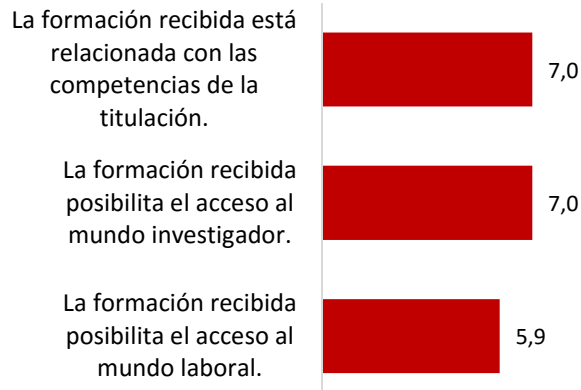 La formación recibida está
relacionada con las
competencias de la
titulación.
7,0
La formación recibida
posibilita el acceso al
mundo investigador.
7,0
La formación recibida
posibilita el acceso al
mundo laboral.
5,9